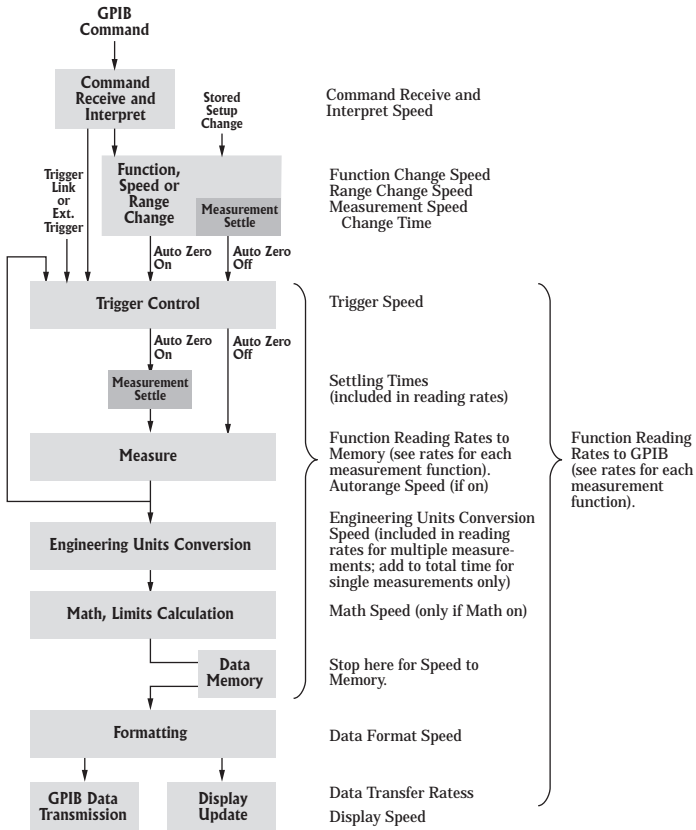 GPIB
Command
Command
Receive and
Interpret
Stored
Setup
Change
Command Receive and
Interpret Speed
Trigger
Link
or
Ext.
Trigger
Function,
Speed or
Range
Change
Measurement
Settle
Function Change Speed
Range Change Speed
Measurement Speed
Change Time
Auto Zero
On
Auto Zero
Off
Trigger Control
Trigger Speed
Auto Zero
On
Auto Zero
Off
Measurement
Settle
Settling Times
(included in reading rates)
Measure
Function Reading Rates to
Memory (see rates for each
measurement function).
Autorange Speed (if on)
Function Reading
Rates to GPIB
(see rates for each
measurement
function).
Engineering Units Conversion
Engineering Units Conversion
Speed (included in reading
rates for multiple measure-
ments; add to total time for
single measurements only)
Math, Limits Calculation
Math Speed (only if Math on)
Data
Memory
Stop here for Speed to
Memory.
Formatting
Data Format Speed
GPIB Data
Transmission
Display
Update
Data Transfer Ratess
Display Speed